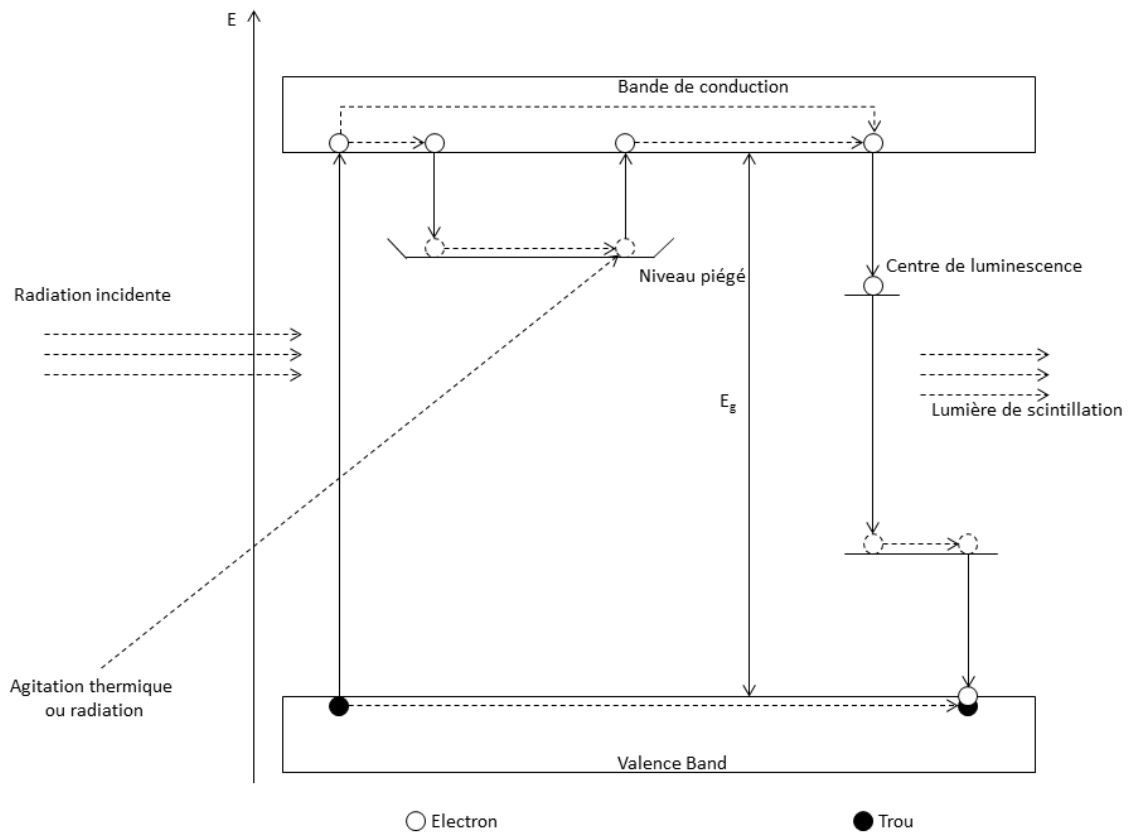 E
Bande de conduction
Niveau piégé
Centre de luminescence
Radiation incidente
E_g
Lumière de scintillation
Agitation thermique
ou radiation
Valence Band
Electron
Trou